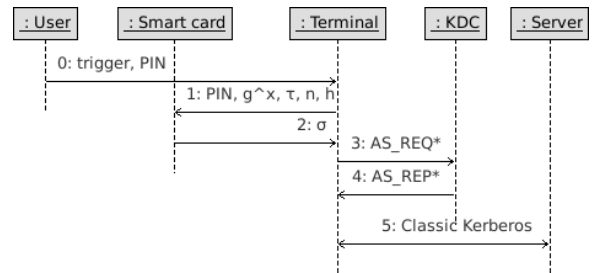 : User
: Smart card
: Terminal
: KDC
: Server
0: trigger, PIN
1: PIN, g^x, τ, n, h
2: σ
3: AS_REQ*
4: AS_REP*
5: Classic Kerberos